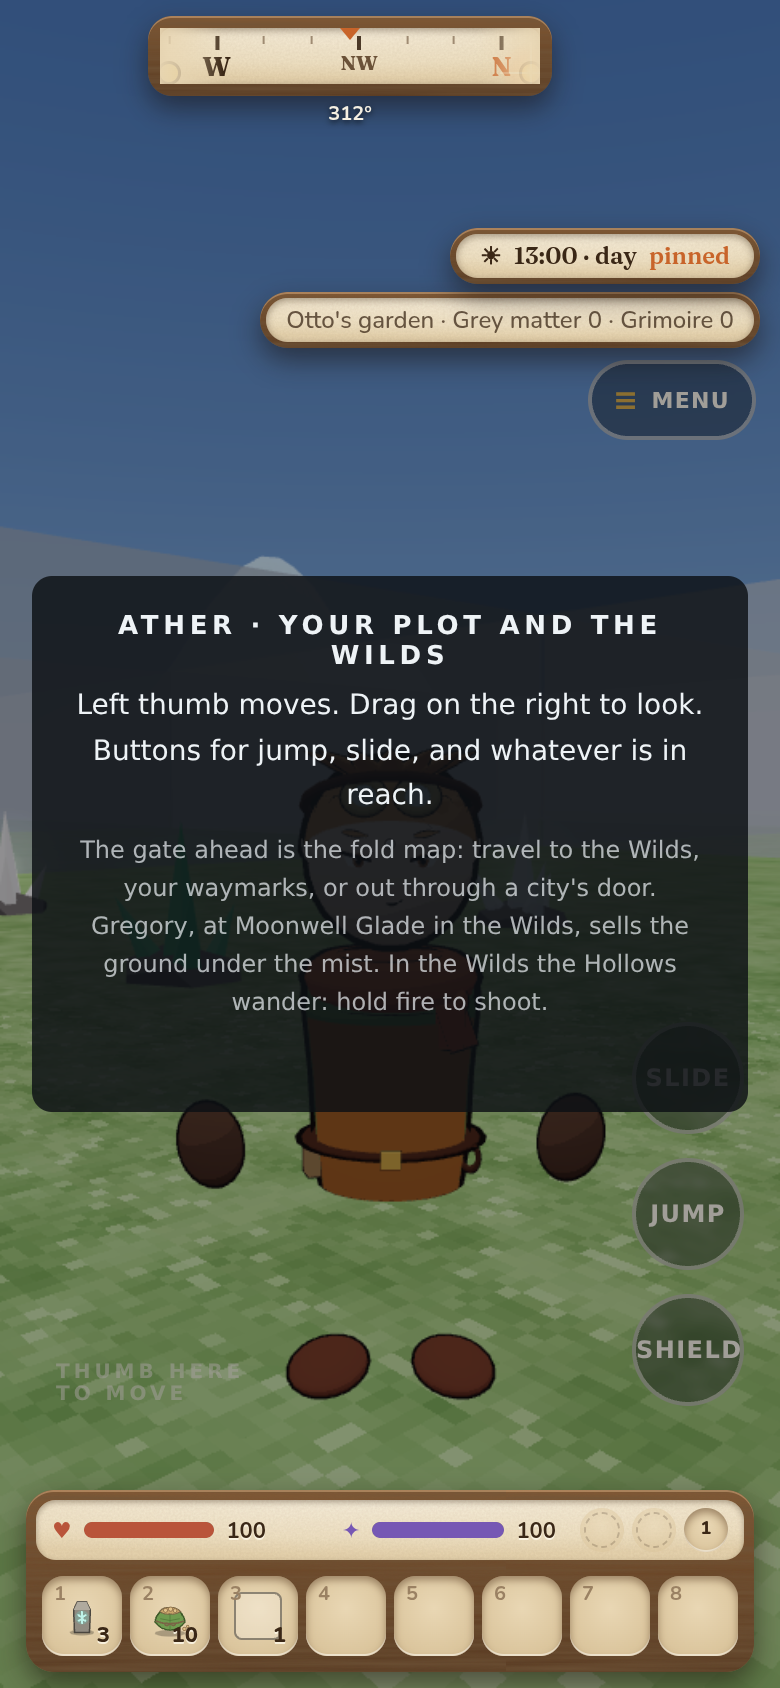 W NW N
312°
13:00 · day pinned
Otto's garden · Grey matter 0 · Grimoire 0
MENU
ATHER · YOUR PLOT AND THE
WILDS
Left thumb moves. Drag on the right to look.
Buttons for jump, slide, and whatever is in
reach.
The gate ahead is the fold map: travel to the Wilds,
your waymarks, or out through a city's door.
Gregory, at Moonwell Glade in the Wilds, sells the
ground under the mist. In the Wilds the Hollows
wander: hold fire to shoot.
SLIDE
JUMP
SHIELD
THUMB HERE
TO MOVE
100 100 1
1 2 3 4 5 6 7 8
3 10 1